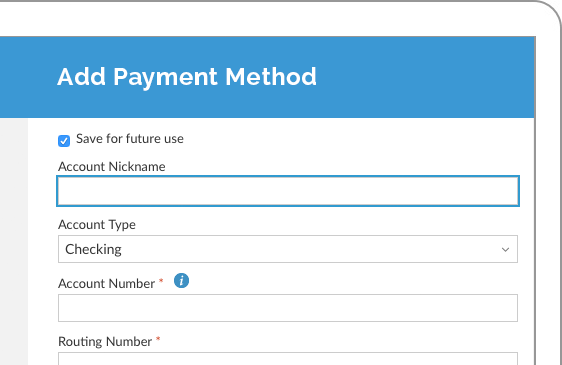 Add Payment Method
Save for future use
Account Nickname
Account Type
Checking
Account Number * i
Routing Number *